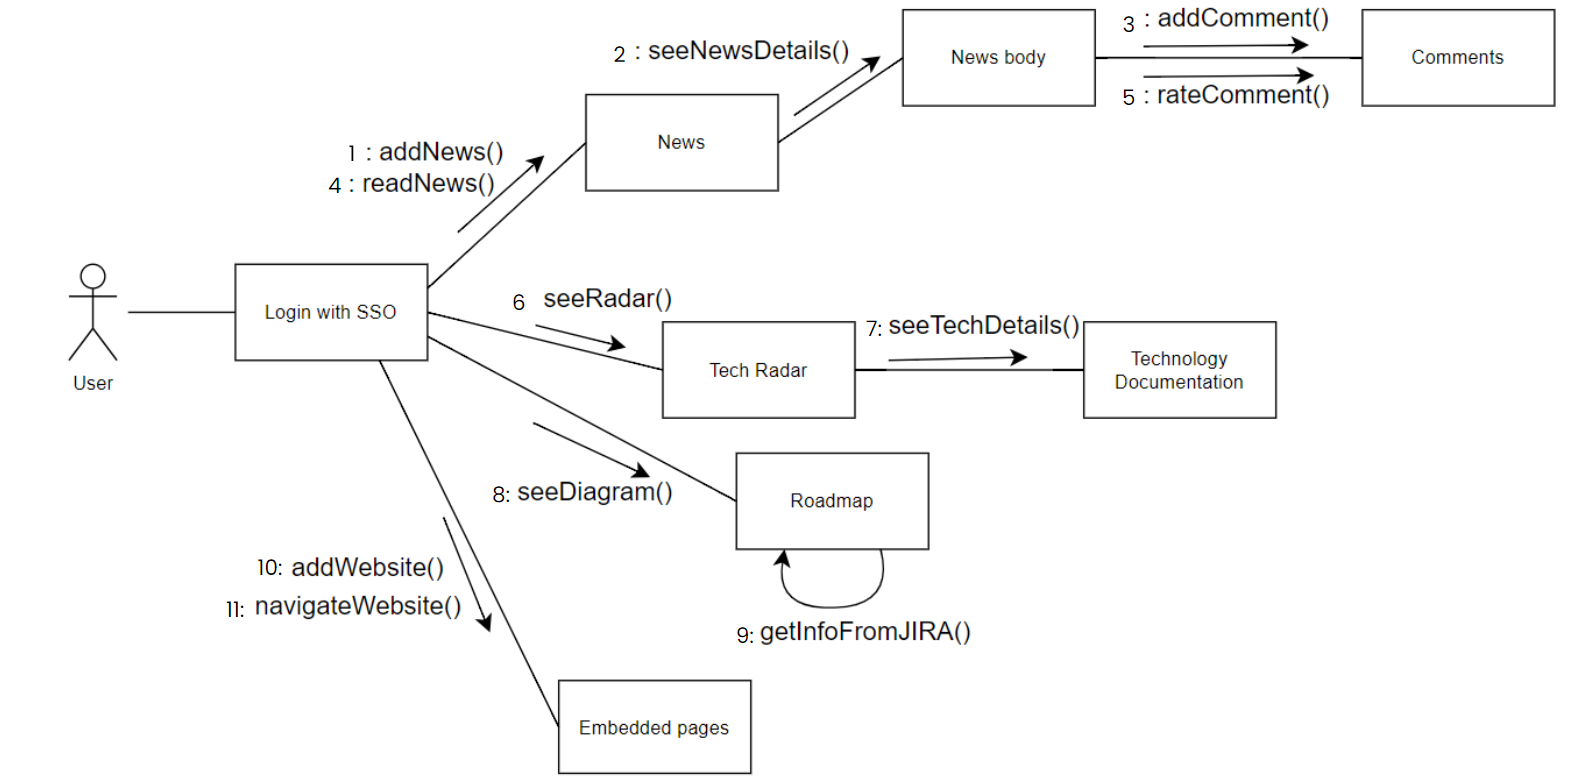 3 : addComment()
2 : seeNewsDetails()
News body
Comments
5 : rateComment()
News
1 : addNews()
4 : readNews()
User
Login with SSO
6 seeRadar()
7: seeTechDetails()
Tech Radar
Technology
Documentation
8: seeDiagram()
Roadmap
9: getInfoFromJIRA()
10: addWebsite()
11: navigateWebsite()
Embedded pages